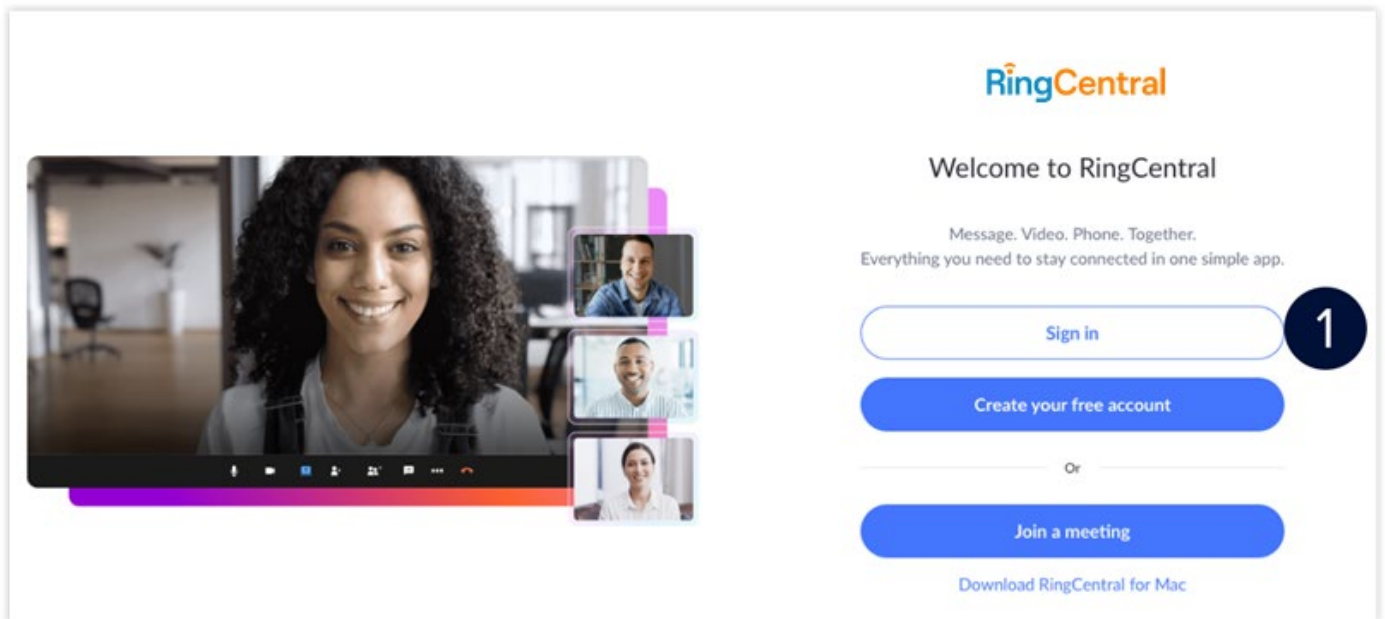 RingCentral
Welcome to RingCentral
Message. Video. Phone. Together.
Everything you need to stay connected in one simple app.
Sign in
1
Create your free account
Or
Join a meeting
Download RingCentral for Mac